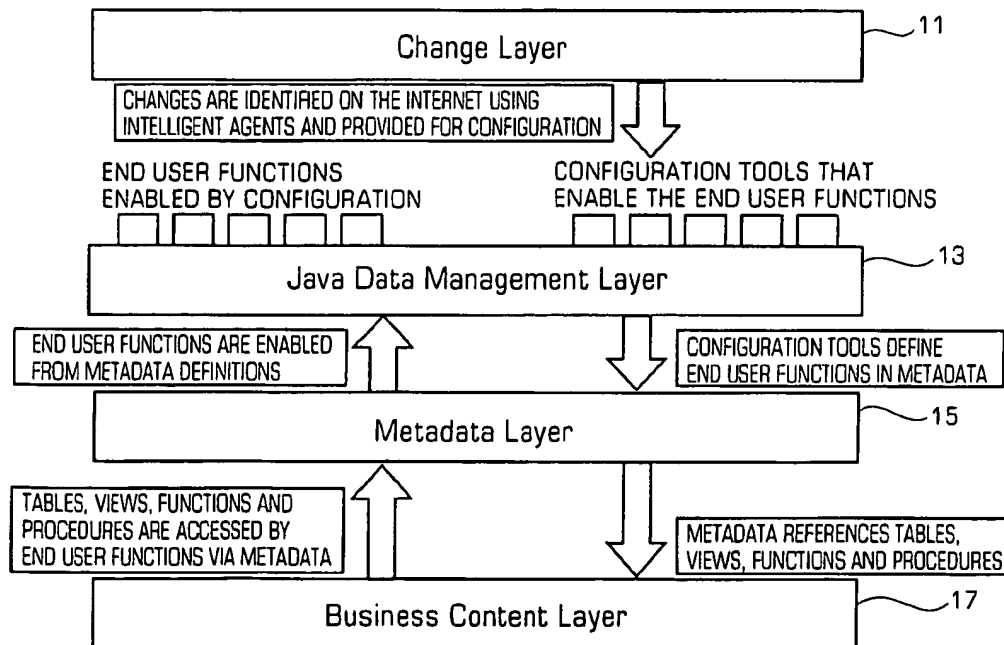 Change Layer
11
CHANGES ARE IDENTIFIRED ON THE INTERNET USING
INTELLIGENT AGENTS AND PROVIDED FOR CONFIGURATION
END USER FUNCTIONS
ENABLED BY CONFIGURATION
CONFIGURATION TOOLS THAT
ENABLE THE END USER FUNCTIONS
Java Data Management Layer
13
END USER FUNCTIONS ARE ENABLED
FROM METADATA DEFINITIONS
CONFIGURATION TOOLS DEFINE
END USER FUNCTIONS IN METADATA
Metadata Layer
15
TABLES, VIEWS, FUNCTIONS AND
PROCEDURES ARE ACCESSED BY
END USER FUNCTIONS VIA METADATA
METADATA REFERENCES TABLES,
VIEWS, FUNCTIONS AND PROCEDURES
Business Content Layer
17